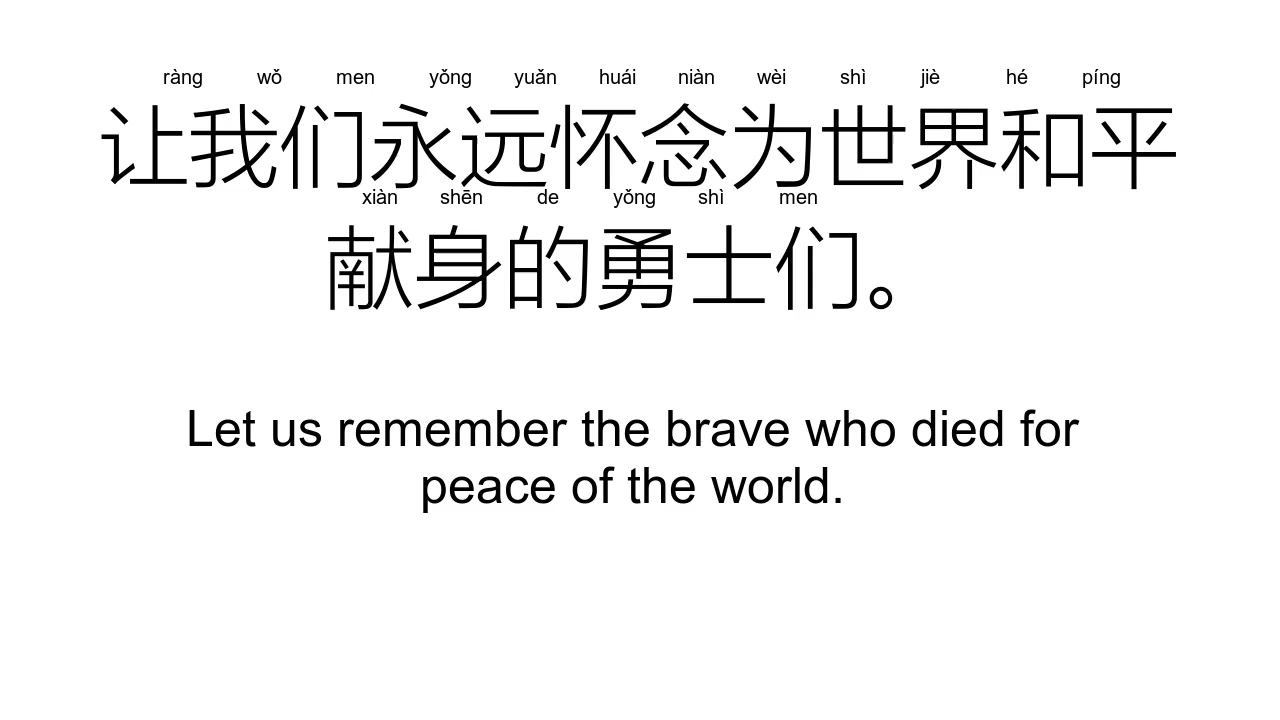 ràng wǒ men yǒng yuǎn huái niàn wèi shì jiè hé píng
让我们永远怀念为世界和平
xiàn shēn de yǒng shì men
献身的勇士们。
Let us remember the brave who died for
peace of the world.